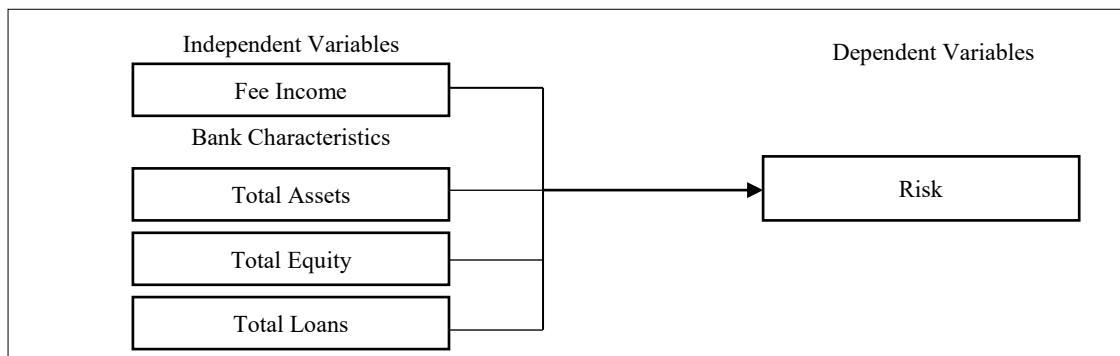 Independent Variables
Dependent Variables
Fee Income
Bank Characteristics
Total Assets
Risk
Total Equity
Total Loans